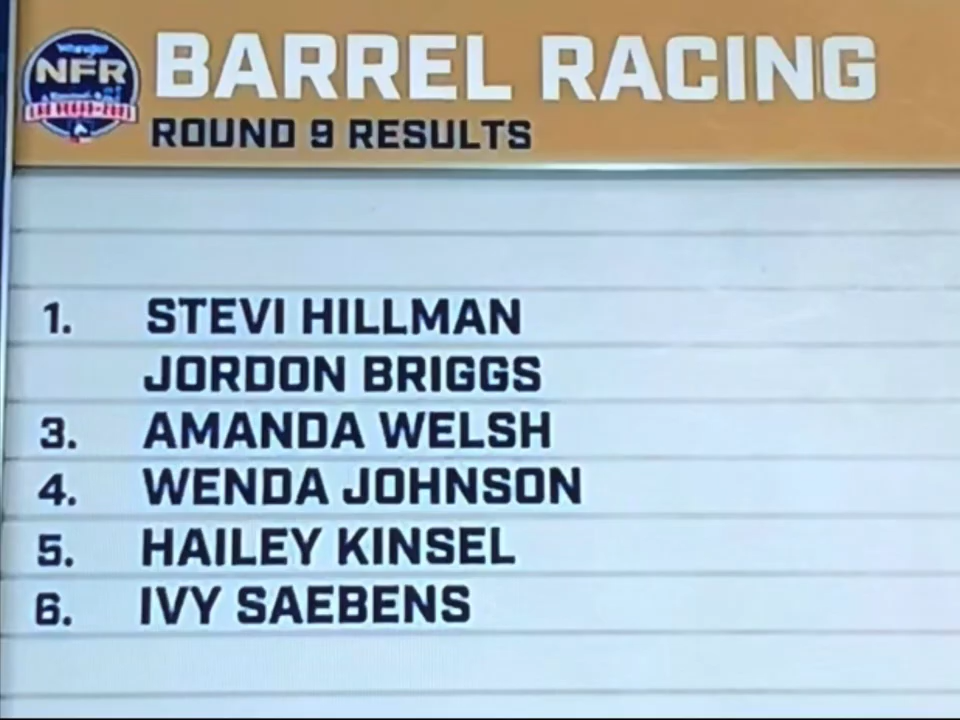 Wrangler
NFR
BARREL RACING
ROUND 9 RESULTS
1. STEVI HILLMAN
JORDON BRIGGS
3. AMANDA WELSH
4. WENDA JOHNSON
5. HAILEY KINSEL
6. IVY SAEBENS